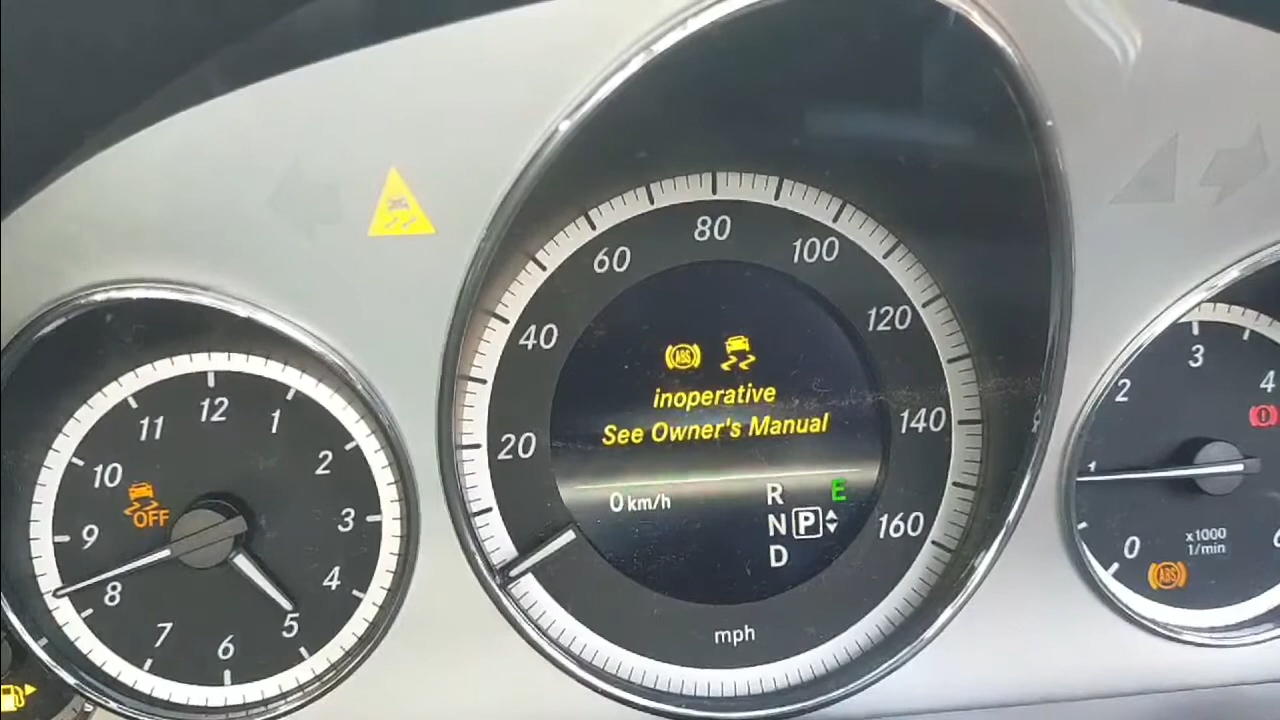 80
60
100
40
120
20
140
160
ABS
inoperative
See Owner's Manual
0 km/h
R
E
N
P
D
mph
12
11
1
10
2
OFF
9
3
8
4
7
5
6
3
2
4
1
x1000
1/min
0
6
ABS